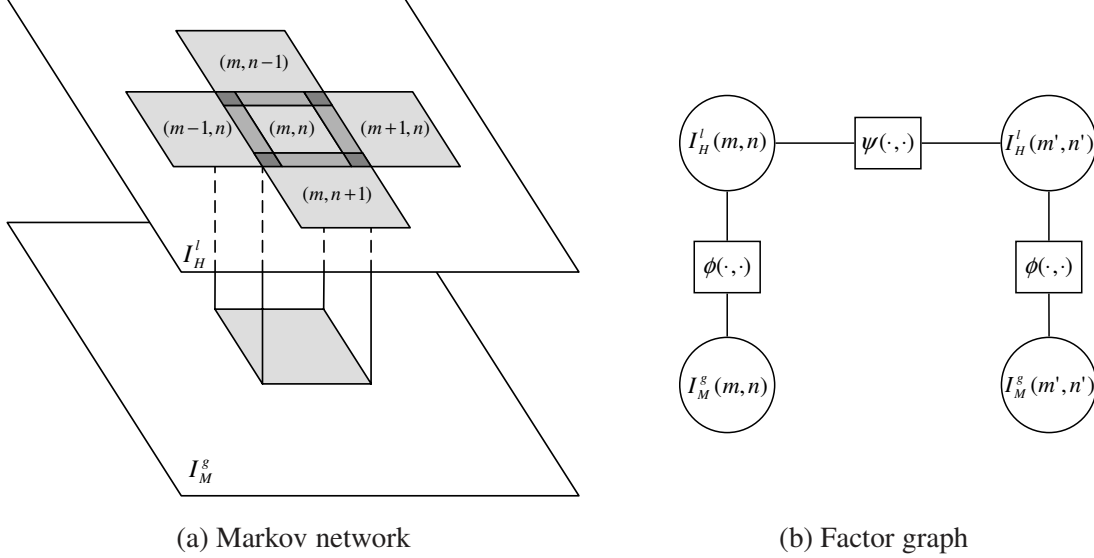 (m, n−1)
(m−1, n) (m, n) (m+1, n)
(m, n+1)
I_H^l
I_M^g
(a) Markov network
I_H^l(m, n) ψ(·,·) I_H^l(m', n')
ϕ(·,·) ϕ(·,·)
I_M^g(m, n) I_M^g(m', n')
(b) Factor graph